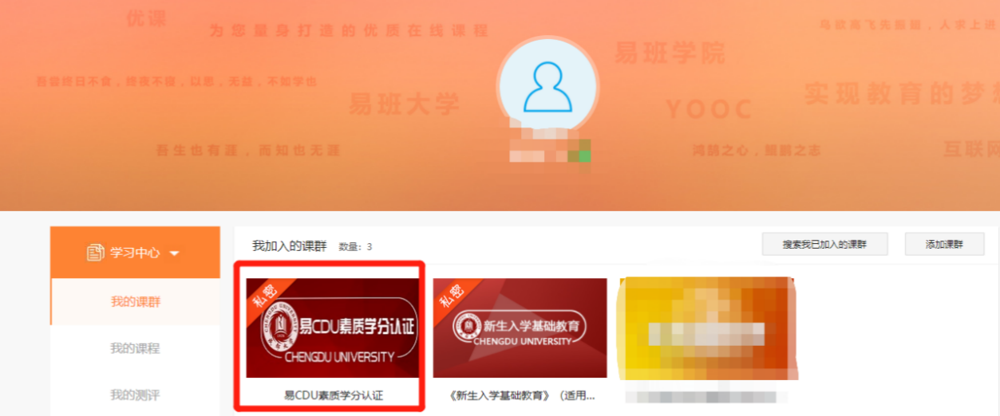 优课
为您量身打造的优质在线课程
易班学院
吾尝终日不食，终夜不寝，以思，无益，不如学也
易班大学
YOOC
实现教育的梦想
吾生也有涯，而知也无涯
鸿鹄之心，鲲鹏之志
互联网
学习中心
我的课群
我的课程
我的测评
我加入的课群 数量: 3
搜索我已加入的课群
添加课群
私密
易CDU素质学分认证
CHENGDU UNIVERSITY
易CDU素质学分认证
私密
新生入学基础教育
CHENGDU UNIVERSITY
《新生入学基础教育》（适用...